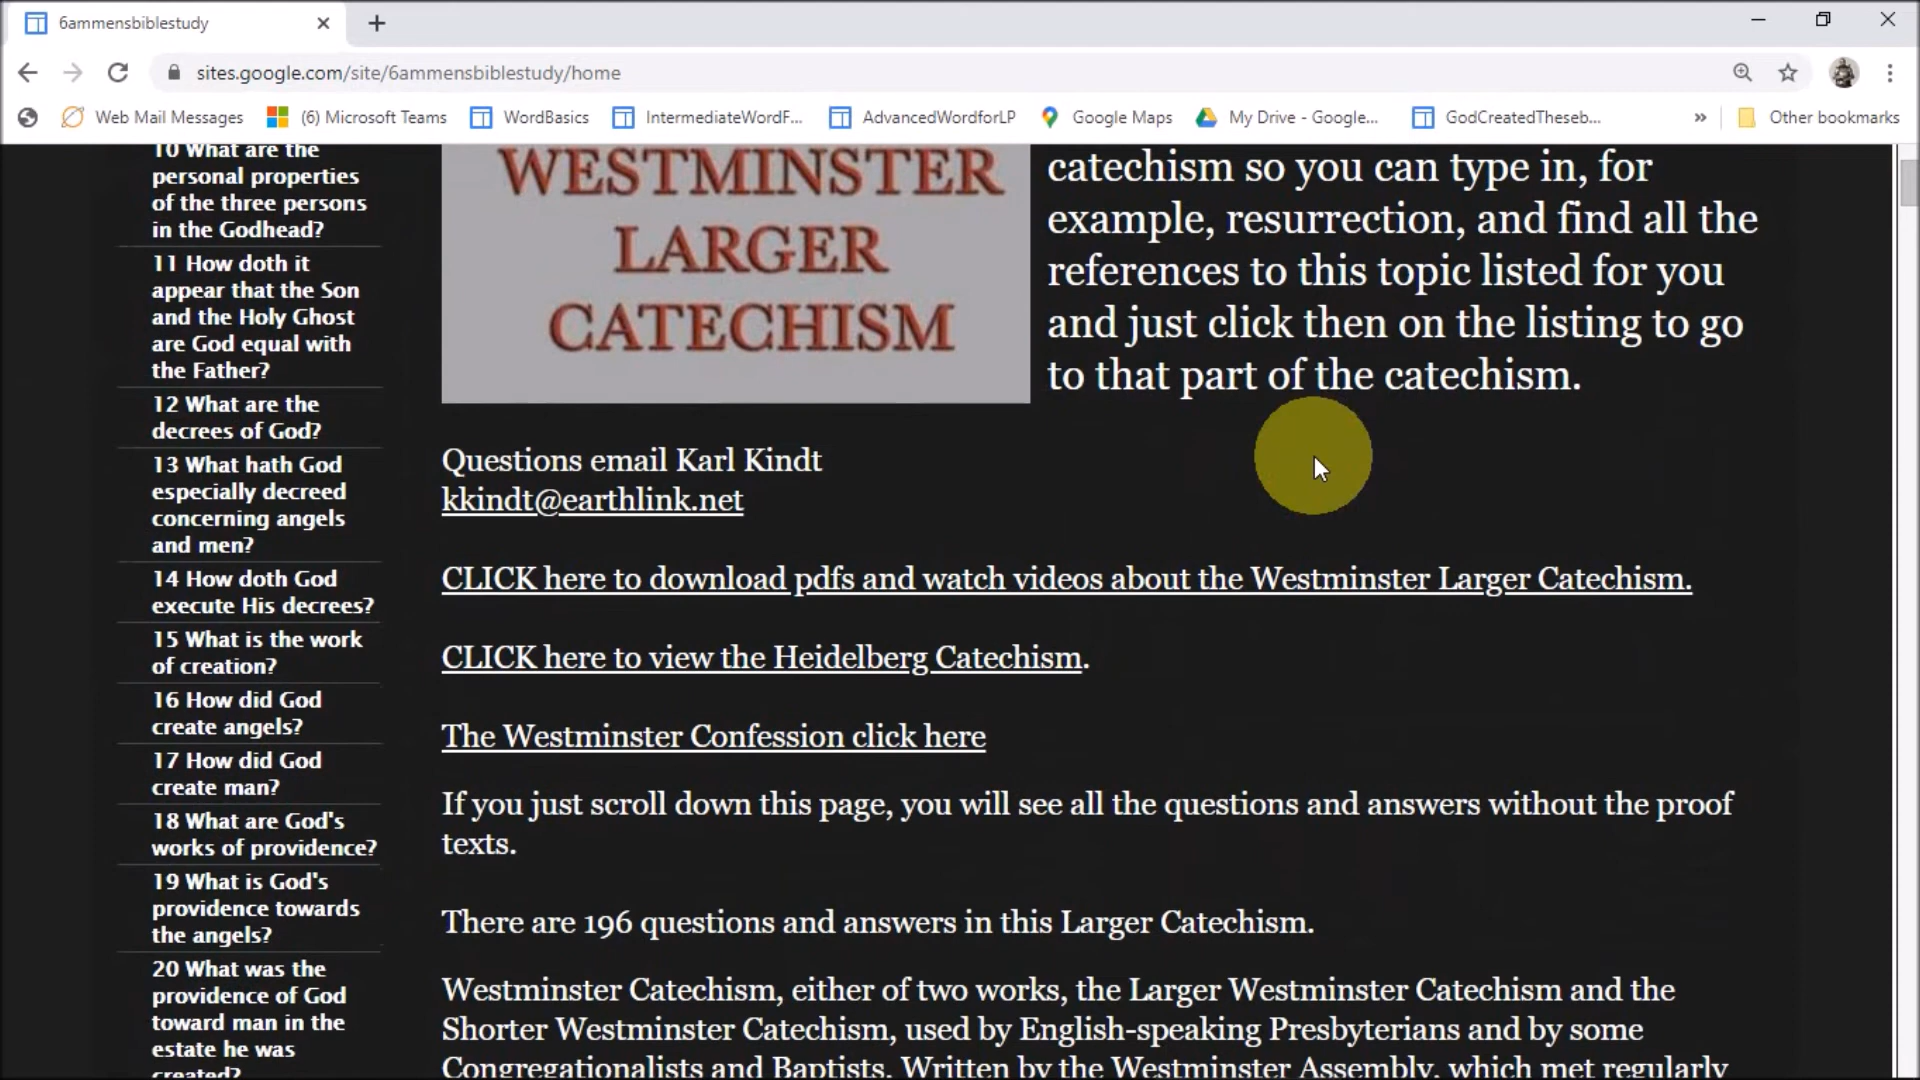 6ammensbiblestudy
sites.google.com/site/6ammensbiblestudy/home
Web Mail Messages
(6) Microsoft Teams
WordBasics
IntermediateWordF...
AdvancedWordforLP
Google Maps
My Drive - Google...
GodCreatedTheseb...
»
Other bookmarks
10 What are the
personal properties
of the three persons
in the Godhead?
11 How doth it
appear that the Son
and the Holy Ghost
are God equal with
the Father?
12 What are the
decrees of God?
13 What hath God
especially decreed
concerning angels
and men?
14 How doth God
execute His decrees?
15 What is the work
of creation?
16 How did God
create angels?
17 How did God
create man?
18 What are God's
works of providence?
19 What is God's
providence towards
the angels?
20 What was the
providence of God
toward man in the
estate he was
created?
WESTMINSTER
LARGER
CATECHISM
catechism so you can type in, for
example, resurrection, and find all the
references to this topic listed for you
and just click then on the listing to go
to that part of the catechism.
Questions email Karl Kindt
kkindt@earthlink.net
CLICK here to download pdfs and watch videos about the Westminster Larger Catechism.
CLICK here to view the Heidelberg Catechism.
The Westminster Confession click here
If you just scroll down this page, you will see all the questions and answers without the proof
texts.
There are 196 questions and answers in this Larger Catechism.
Westminster Catechism, either of two works, the Larger Westminster Catechism and the
Shorter Westminster Catechism, used by English-speaking Presbyterians and by some
Congregationalists and Baptists. Written by the Westminster Assembly, which met regularly